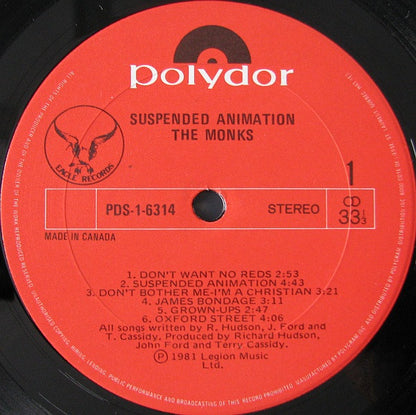 polydor
SUSPENDED ANIMATION
THE MONKS
EAGLE RECORDS
1
PDS-1-6314
STEREO
33⅓
MADE IN CANADA
1. DON'T WANT NO REDS 2:53
2. SUSPENDED ANIMATION 4:43
3. DON'T BOTHER ME-I'M A CHRISTIAN 3:21
4. JAMES BONDAGE 3:11
5. GROWN-UPS 2:47
6. OXFORD STREET 4:06
All songs written by R. Hudson, J. Ford and
T. Cassidy. Produced by Richard Hudson,
John Ford and Terry Cassidy.
Ⓟ 1981 Legion Music
Ltd.